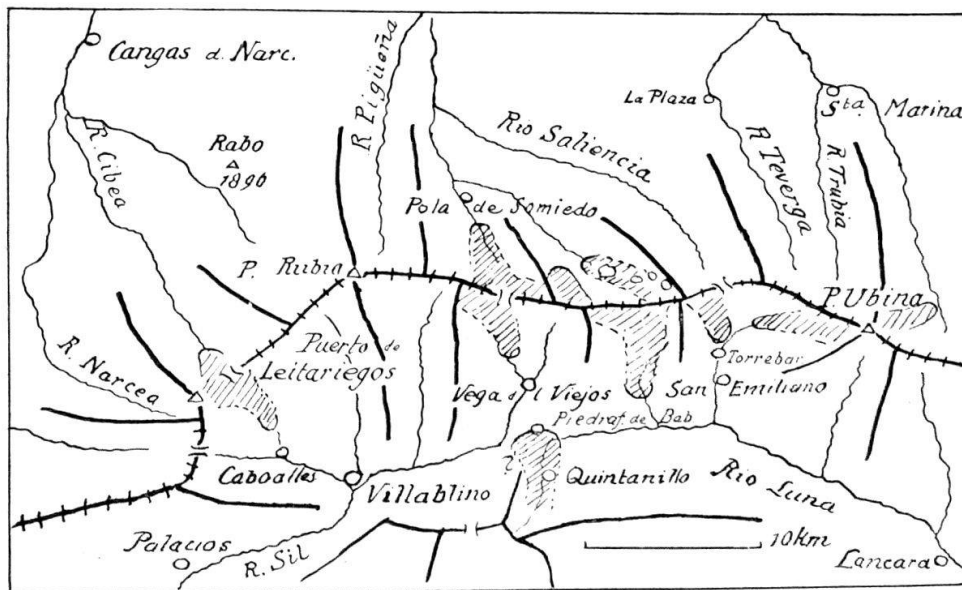 Cangas d. Narc.
R. Pigüeña
La Plaza
Sta. Marina
Rio Saliencia
R. Cibea
Rabo
1890
R. Teverga
R. Trubia
Pola de Somiedo
P. Rubia
P. Ubina
Puerto de
Leitariegos
R. Narcea
Torrebar.
Vega d. l. Viejos
San Emiliano
Piedraf. de Bab.
?
Caboalles
Villablino
Quintanillo
Rio Luna
Palacios
R. Sil
10 km
Lancara